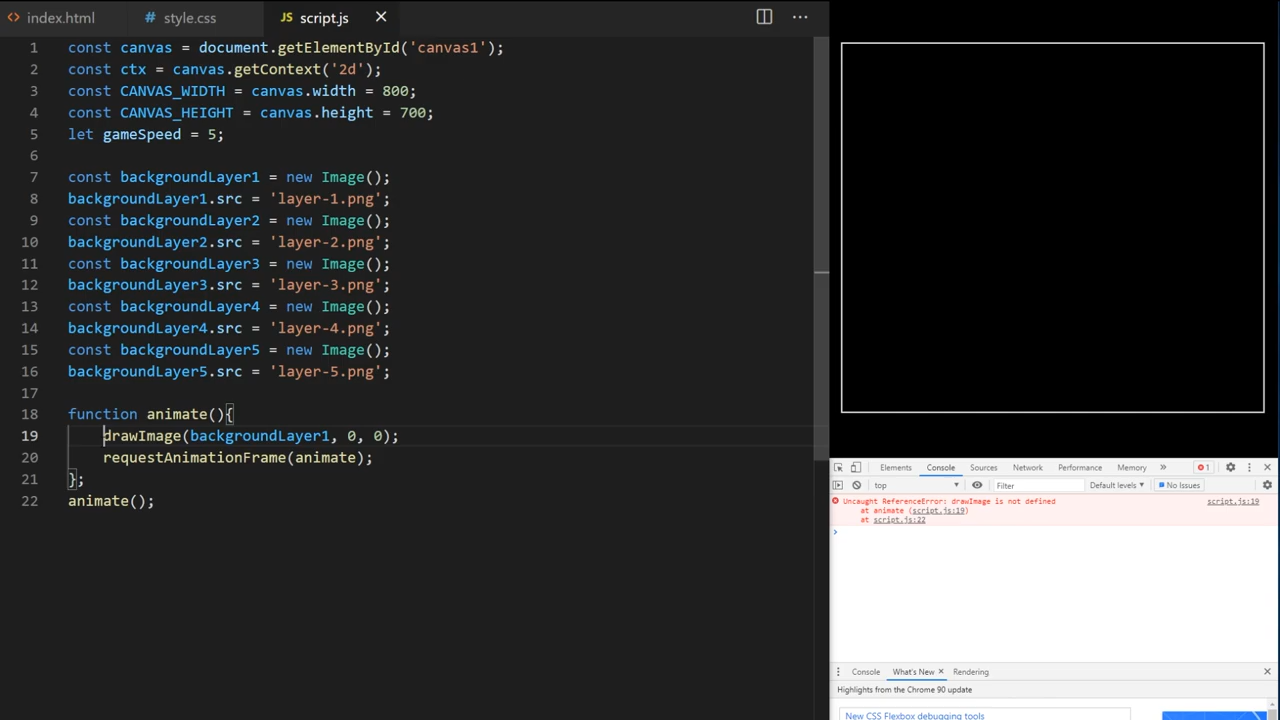 index.html
# style.css
JS script.js
1 const canvas = document.getElementById('canvas1');
2 const ctx = canvas.getContext('2d');
3 const CANVAS_WIDTH = canvas.width = 800;
4 const CANVAS_HEIGHT = canvas.height = 700;
5 let gameSpeed = 5;
6
7 const backgroundLayer1 = new Image();
8 backgroundLayer1.src = 'layer-1.png';
9 const backgroundLayer2 = new Image();
10 backgroundLayer2.src = 'layer-2.png';
11 const backgroundLayer3 = new Image();
12 backgroundLayer3.src = 'layer-3.png';
13 const backgroundLayer4 = new Image();
14 backgroundLayer4.src = 'layer-4.png';
15 const backgroundLayer5 = new Image();
16 backgroundLayer5.src = 'layer-5.png';
17
18 function animate(){
19 drawImage(backgroundLayer1, 0, 0);
20 requestAnimationFrame(animate);
21 };
22 animate();
Elements Console Sources Network Performance Memory » 1
top Filter Default levels No Issues
Uncaught ReferenceError: drawImage is not defined script.js:19
at animate (script.js:19)
at script.js:22
Console What's New Rendering
Highlights from the Chrome 90 update
New CSS Flexbox debugging tools